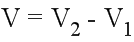 V = V₂ - V₁